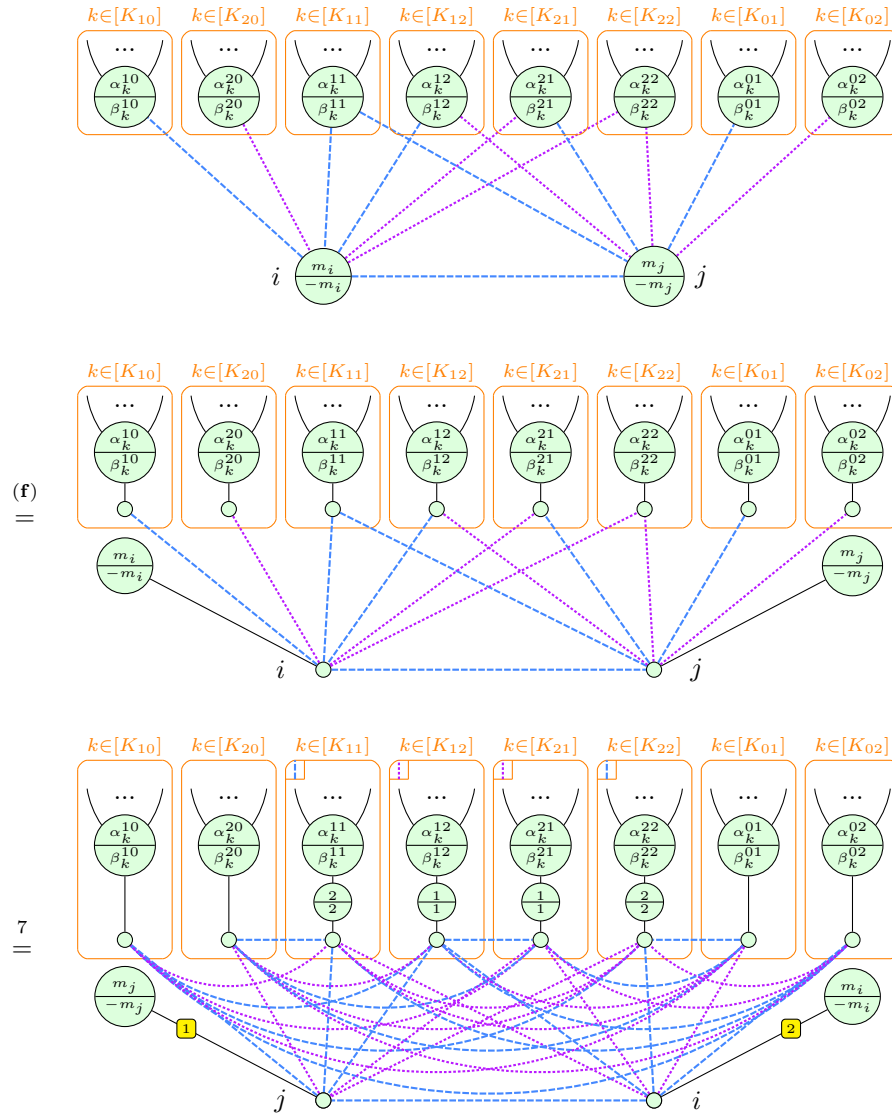 k∈[K₁₀] k∈[K₂₀] k∈[K₁₁] k∈[K₁₂] k∈[K₂₁] k∈[K₂₂] k∈[K₀₁] k∈[K₀₂]
... ... ... ... ... ... ... ...
α_k^10 α_k^20 α_k^11 α_k^12 α_k^21 α_k^22 α_k^01 α_k^02
β_k^10 β_k^20 β_k^11 β_k^12 β_k^21 β_k^22 β_k^01 β_k^02
i m_i m_j j
-m_i -m_j
k∈[K₁₀] k∈[K₂₀] k∈[K₁₁] k∈[K₁₂] k∈[K₂₁] k∈[K₂₂] k∈[K₀₁] k∈[K₀₂]
... ... ... ... ... ... ... ...
α_k^10 α_k^20 α_k^11 α_k^12 α_k^21 α_k^22 α_k^01 α_k^02
β_k^10 β_k^20 β_k^11 β_k^12 β_k^21 β_k^22 β_k^01 β_k^02
(f)
=
m_i m_j
-m_i -m_j
i j
k∈[K₁₀] k∈[K₂₀] k∈[K₁₁] k∈[K₁₂] k∈[K₂₁] k∈[K₂₂] k∈[K₀₁] k∈[K₀₂]
... ... ... ... ... ... ... ...
α_k^10 α_k^20 α_k^11 α_k^12 α_k^21 α_k^22 α_k^01 α_k^02
β_k^10 β_k^20 β_k^11 β_k^12 β_k^21 β_k^22 β_k^01 β_k^02
2 1 1 2
2 1 1 2
7
=
m_j m_i
-m_j -m_i
1 2
j i